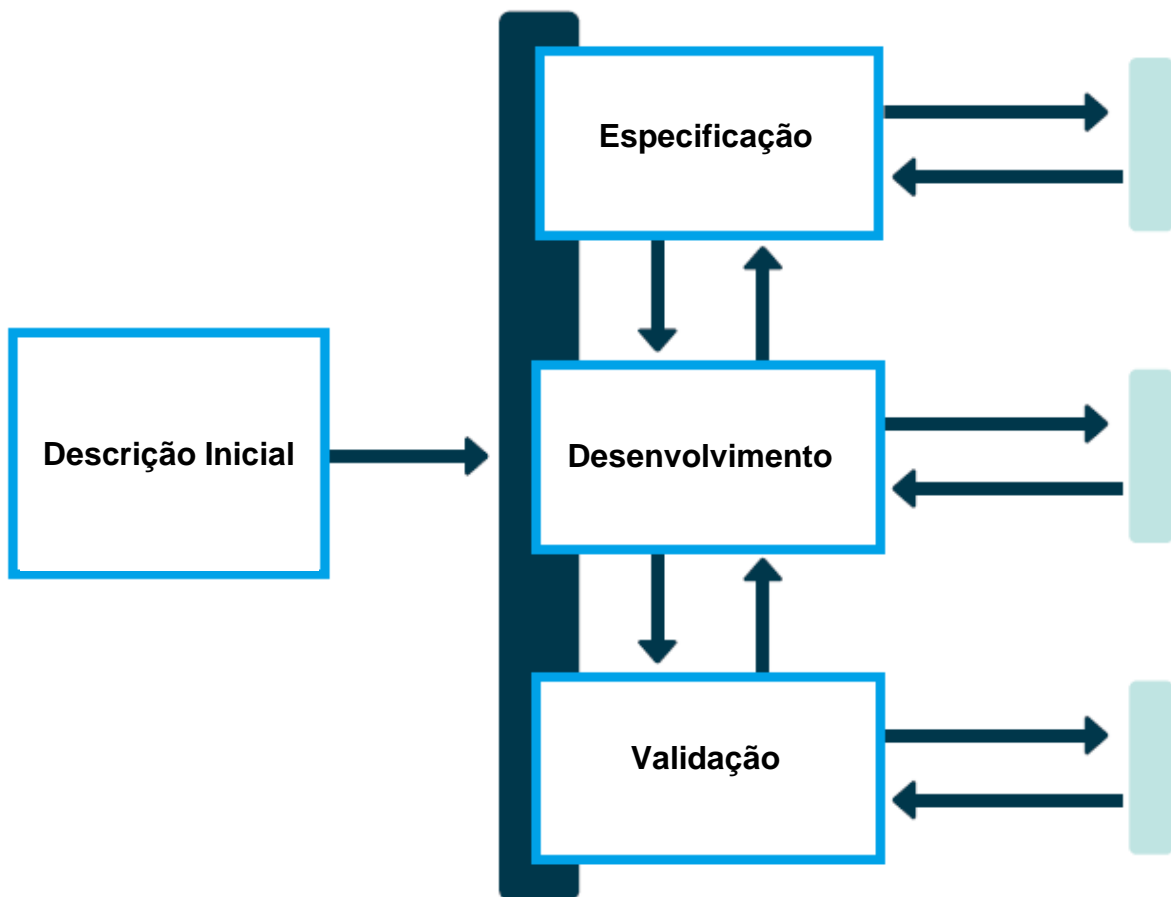 Especificação
Descrição Inicial
Desenvolvimento
Validação